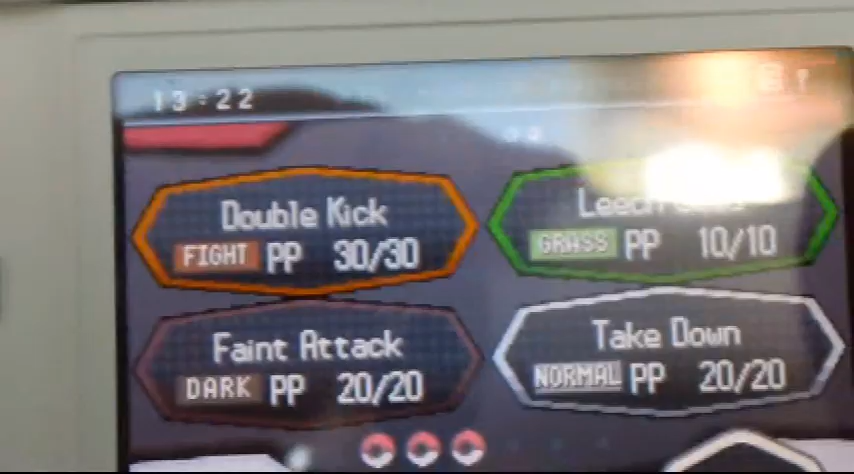 13:22
Double Kick
FIGHT PP 30/30
Leech
GRASS PP 10/10
Faint Attack
DARK PP 20/20
Take Down
NORMAL PP 20/20